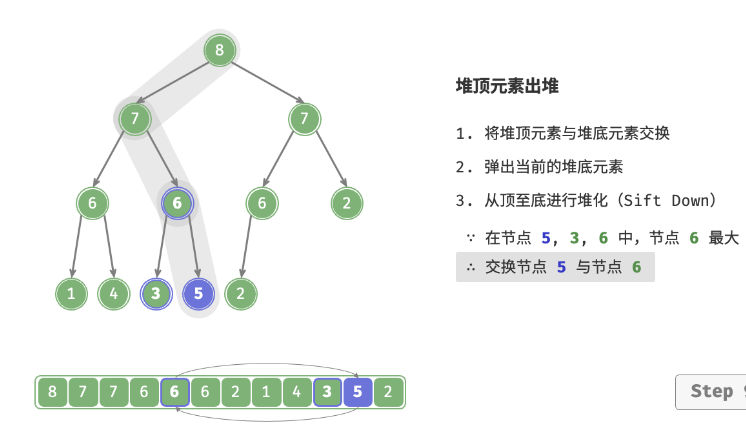 8
堆顶元素出堆
7 7
1. 将堆顶元素与堆底元素交换
2. 弹出当前的堆底元素
6 6 6 2
3. 从顶至底进行堆化（Sift Down）
∵ 在节点 5, 3, 6 中，节点 6 最大
∴ 交换节点 5 与节点 6
1 4 3 5 2
8 7 7 6 6 6 2 1 4 3 5 2
Step